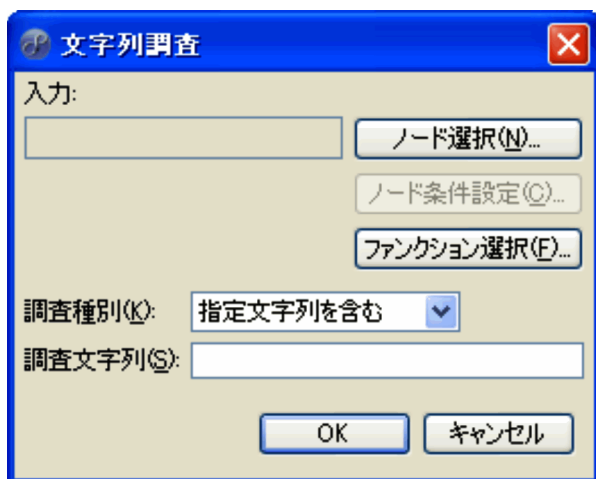 文字列調査
入力:
ノード選択(N)...
ノード条件設定(C)...
ファンクション選択(F)...
調査種別(K): 指定文字列を含む
調査文字列(S):
OK キャンセル